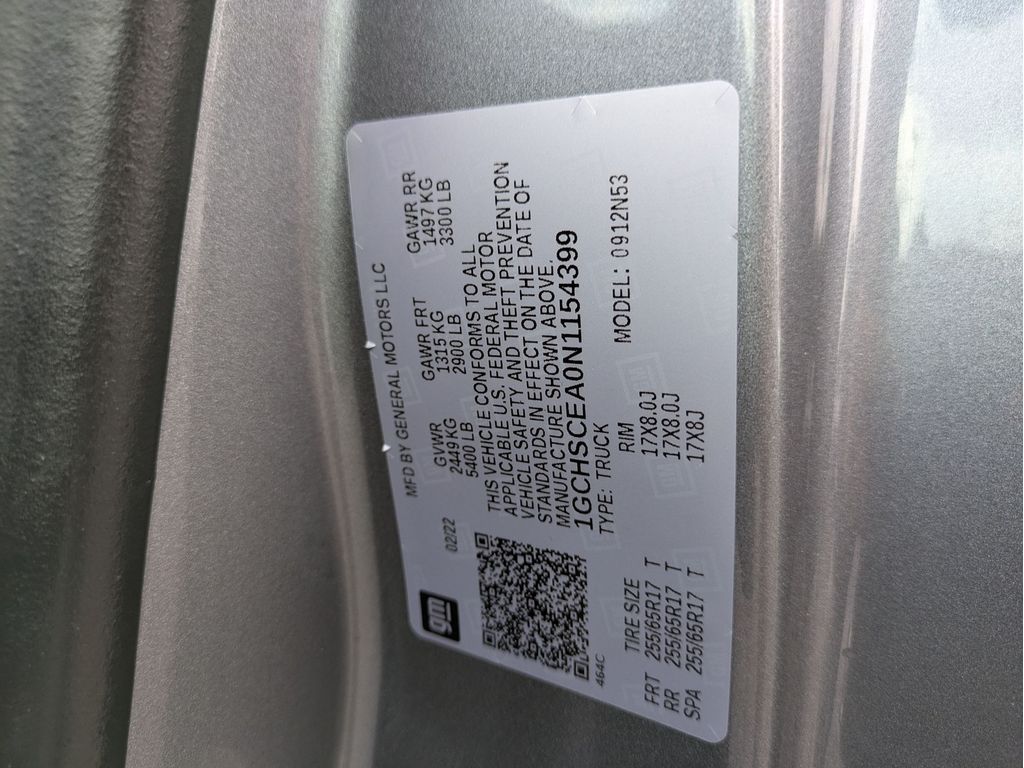 gm 02/22 MFD BY GENERAL MOTORS LLC
GVWR GAWR FRT GAWR RR
2449 KG 1315 KG 1497 KG
5400 LB 2900 LB 3300 LB
THIS VEHICLE CONFORMS TO ALL
APPLICABLE U.S. FEDERAL MOTOR
VEHICLE SAFETY AND THEFT PREVENTION
STANDARDS IN EFFECT ON THE DATE OF
MANUFACTURE SHOWN ABOVE.
1GCHSCEA0N1154399
464C TYPE: TRUCK MODEL: 0912N53
TIRE SIZE RIM
FRT 255/65R17 T 17X8.0J
RR 255/65R17 T 17X8.0J
SPA 255/65R17 T 17X8J